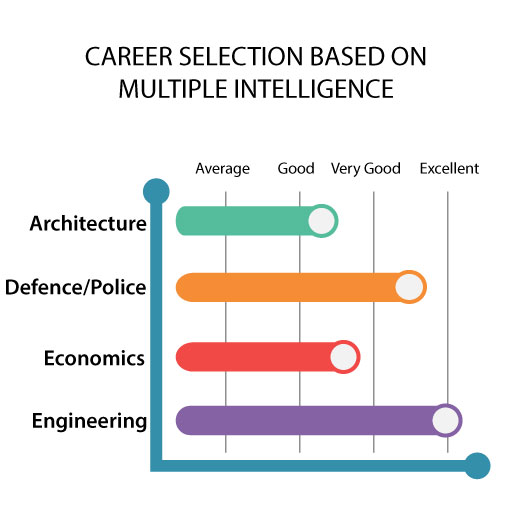 CAREER SELECTION BASED ON
MULTIPLE INTELLIGENCE
Average Good Very Good Excellent
Architecture
Defence/Police
Economics
Engineering